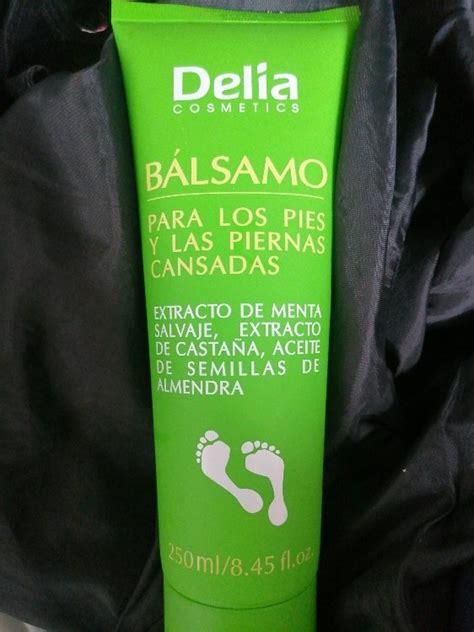 Delia
COSMETICS
BÁLSAMO
PARA LOS PIES
Y LAS PIERNAS
CANSADAS
EXTRACTO DE MENTA
SALVAJE, EXTRACTO
DE CASTAÑA, ACEITE
DE SEMILLAS DE
ALMENDRA
250ml/8.45 fl.oz.